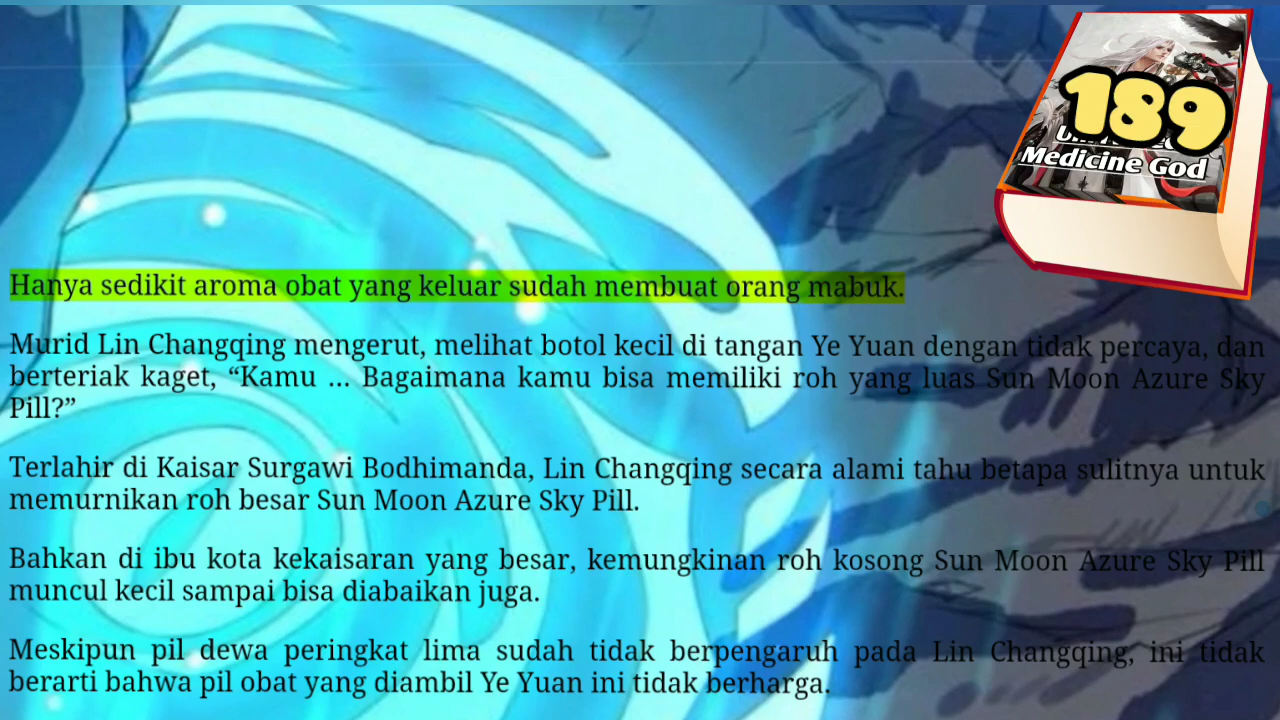 189
Medicine God
Hanya sedikit aroma obat yang keluar sudah membuat orang mabuk.
Murid Lin Changqing mengerut, melihat botol kecil di tangan Ye Yuan dengan tidak percaya, dan
berteriak kaget, “Kamu ... Bagaimana kamu bisa memiliki roh yang luas Sun Moon Azure Sky
Pill?”
Terlahir di Kaisar Surgawi Bodhimanda, Lin Changqing secara alami tahu betapa sulitnya untuk
memurnikan roh besar Sun Moon Azure Sky Pill.
Bahkan di ibu kota kekaisaran yang besar, kemungkinan roh kosong Sun Moon Azure Sky Pill
muncul kecil sampai bisa diabaikan juga.
Meskipun pil dewa peringkat lima sudah tidak berpengaruh pada Lin Changqing, ini tidak
berarti bahwa pil obat yang diambil Ye Yuan ini tidak berharga.